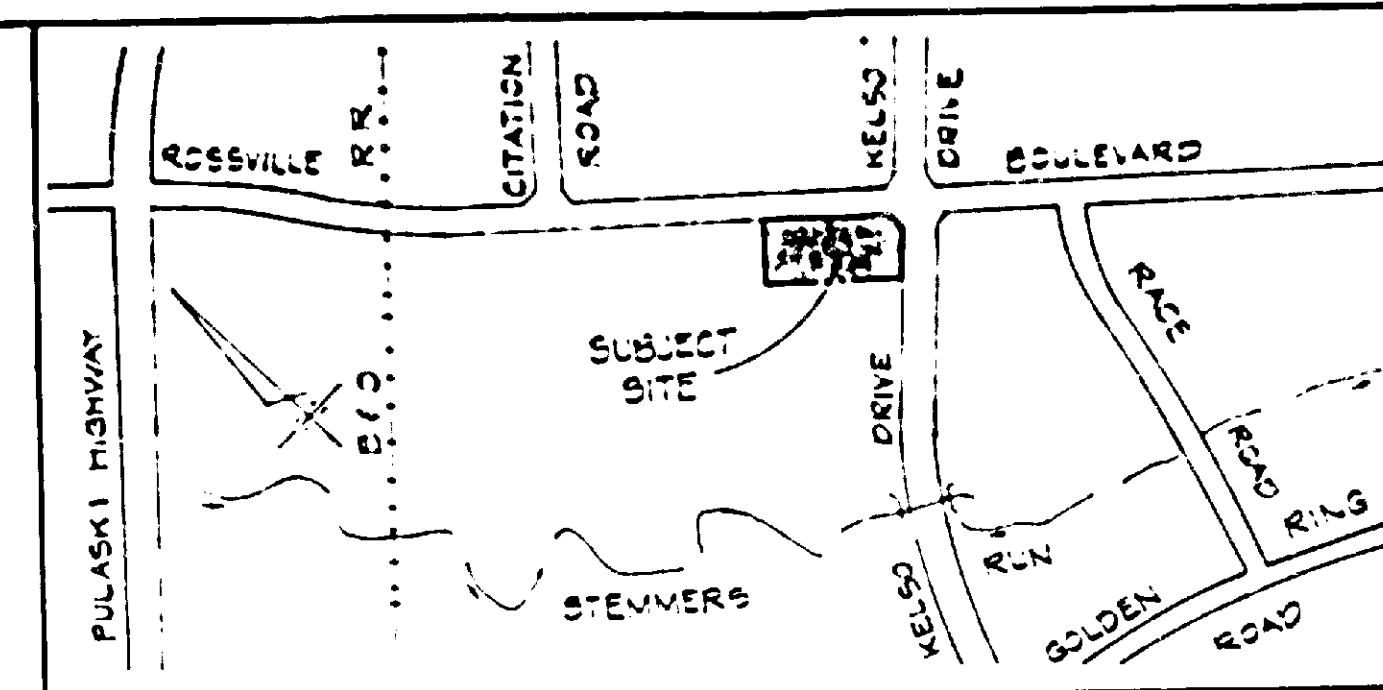 ROSSVILLE
RR
CITATION
ROAD
KELSO
DRIVE
BOULEVARD
RACE
ROAD
SUBJECT
SITE
PULASKI HIGHWAY
B/O
DRIVE
STEMMERS
RUN
KELSO
GOLDEN
RING
ROAD